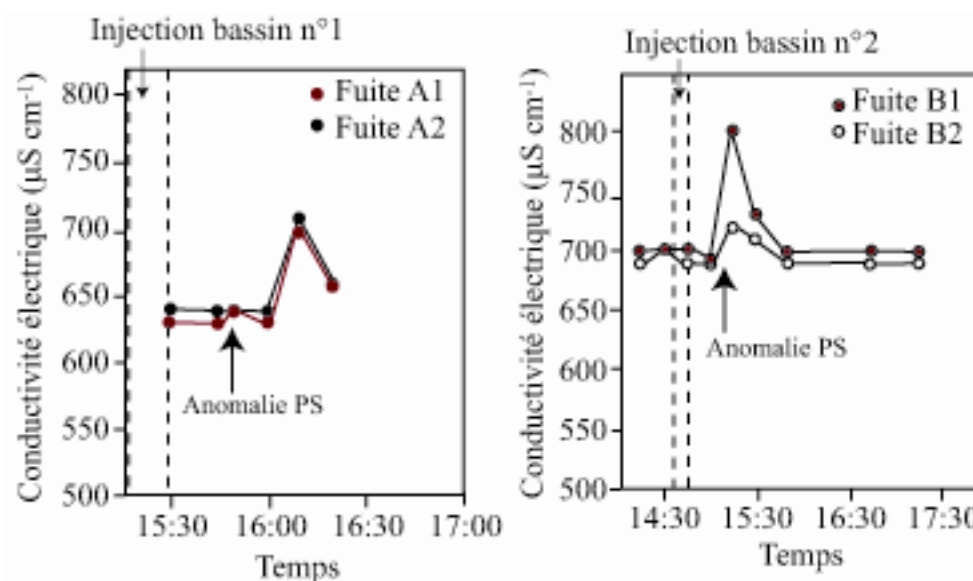 Injection bassin n°1
Conductivité électrique (µS cm⁻¹)
800
750
700
650
600
550
500
Fuite A1
Fuite A2
Anomalie PS
15:30
16:00
16:30
17:00
Temps
Injection bassin n°2
Conductivité électrique (µS cm⁻¹)
800
750
700
650
600
550
500
Fuite B1
Fuite B2
Anomalie PS
14:30
15:30
16:30
17:30
Temps